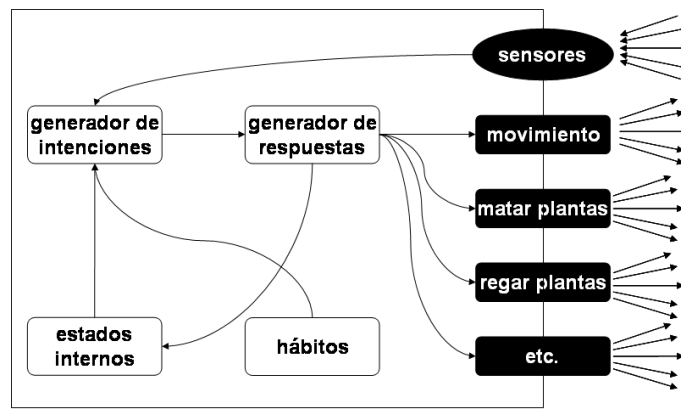 sensores
generador de
intenciones
generador de
respuestas
movimiento
matar plantas
regar plantas
estados
internos
hábitos
etc.